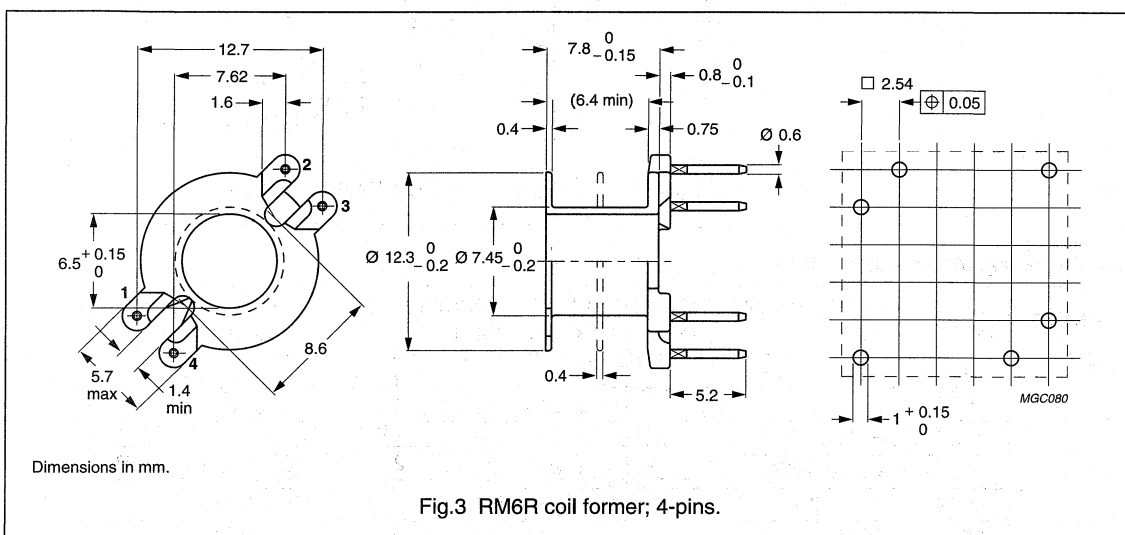 12.7
7.62
1.6
2
3
6.5 + 0.15
0
1
4
5.7
max
1.4
min
8.6
0
7.8 − 0.15
0
0.8 − 0.1
(6.4 min)
0.4
0.75
Ø 0.6
0
Ø 12.3 − 0.2
0
Ø 7.45 − 0.2
0.4
5.2
□ 2.54
⌖ 0.05
MGC080
1 + 0.15
0
Dimensions in mm.
Fig.3 RM6R coil former; 4-pins.